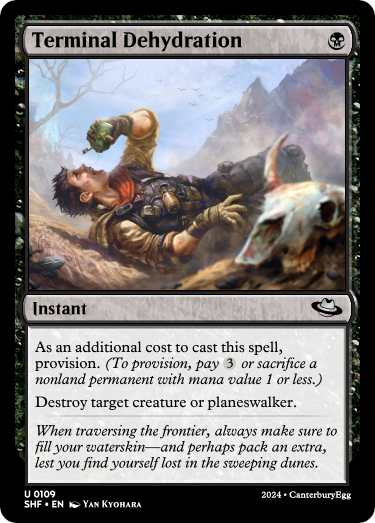 Terminal Dehydration
Instant
As an additional cost to cast this spell,
provision. (To provision, pay 3 or sacrifice a
nonland permanent with mana value 1 or less.)
Destroy target creature or planeswalker.
When traversing the frontier, always make sure to
fill your waterskin—and perhaps pack an extra,
lest you find yourself lost in the sweeping dunes.
U 0109
SHF • EN Yan Kyohara
2024 • CanterburyEgg